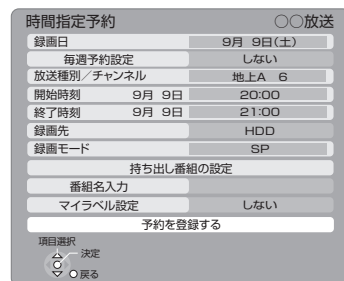 時間指定予約 ○○放送
録画日 9月 9日(土)
毎週予約設定 しない
放送種別／チャンネル 地上A 6
開始時刻 9月 9日 20:00
終了時刻 9月 9日 21:00
録画先 HDD
録画モード SP
持ち出し番組の設定
番組名入力
マイラベル設定 しない
予約を登録する
項目選択
決定
戻る